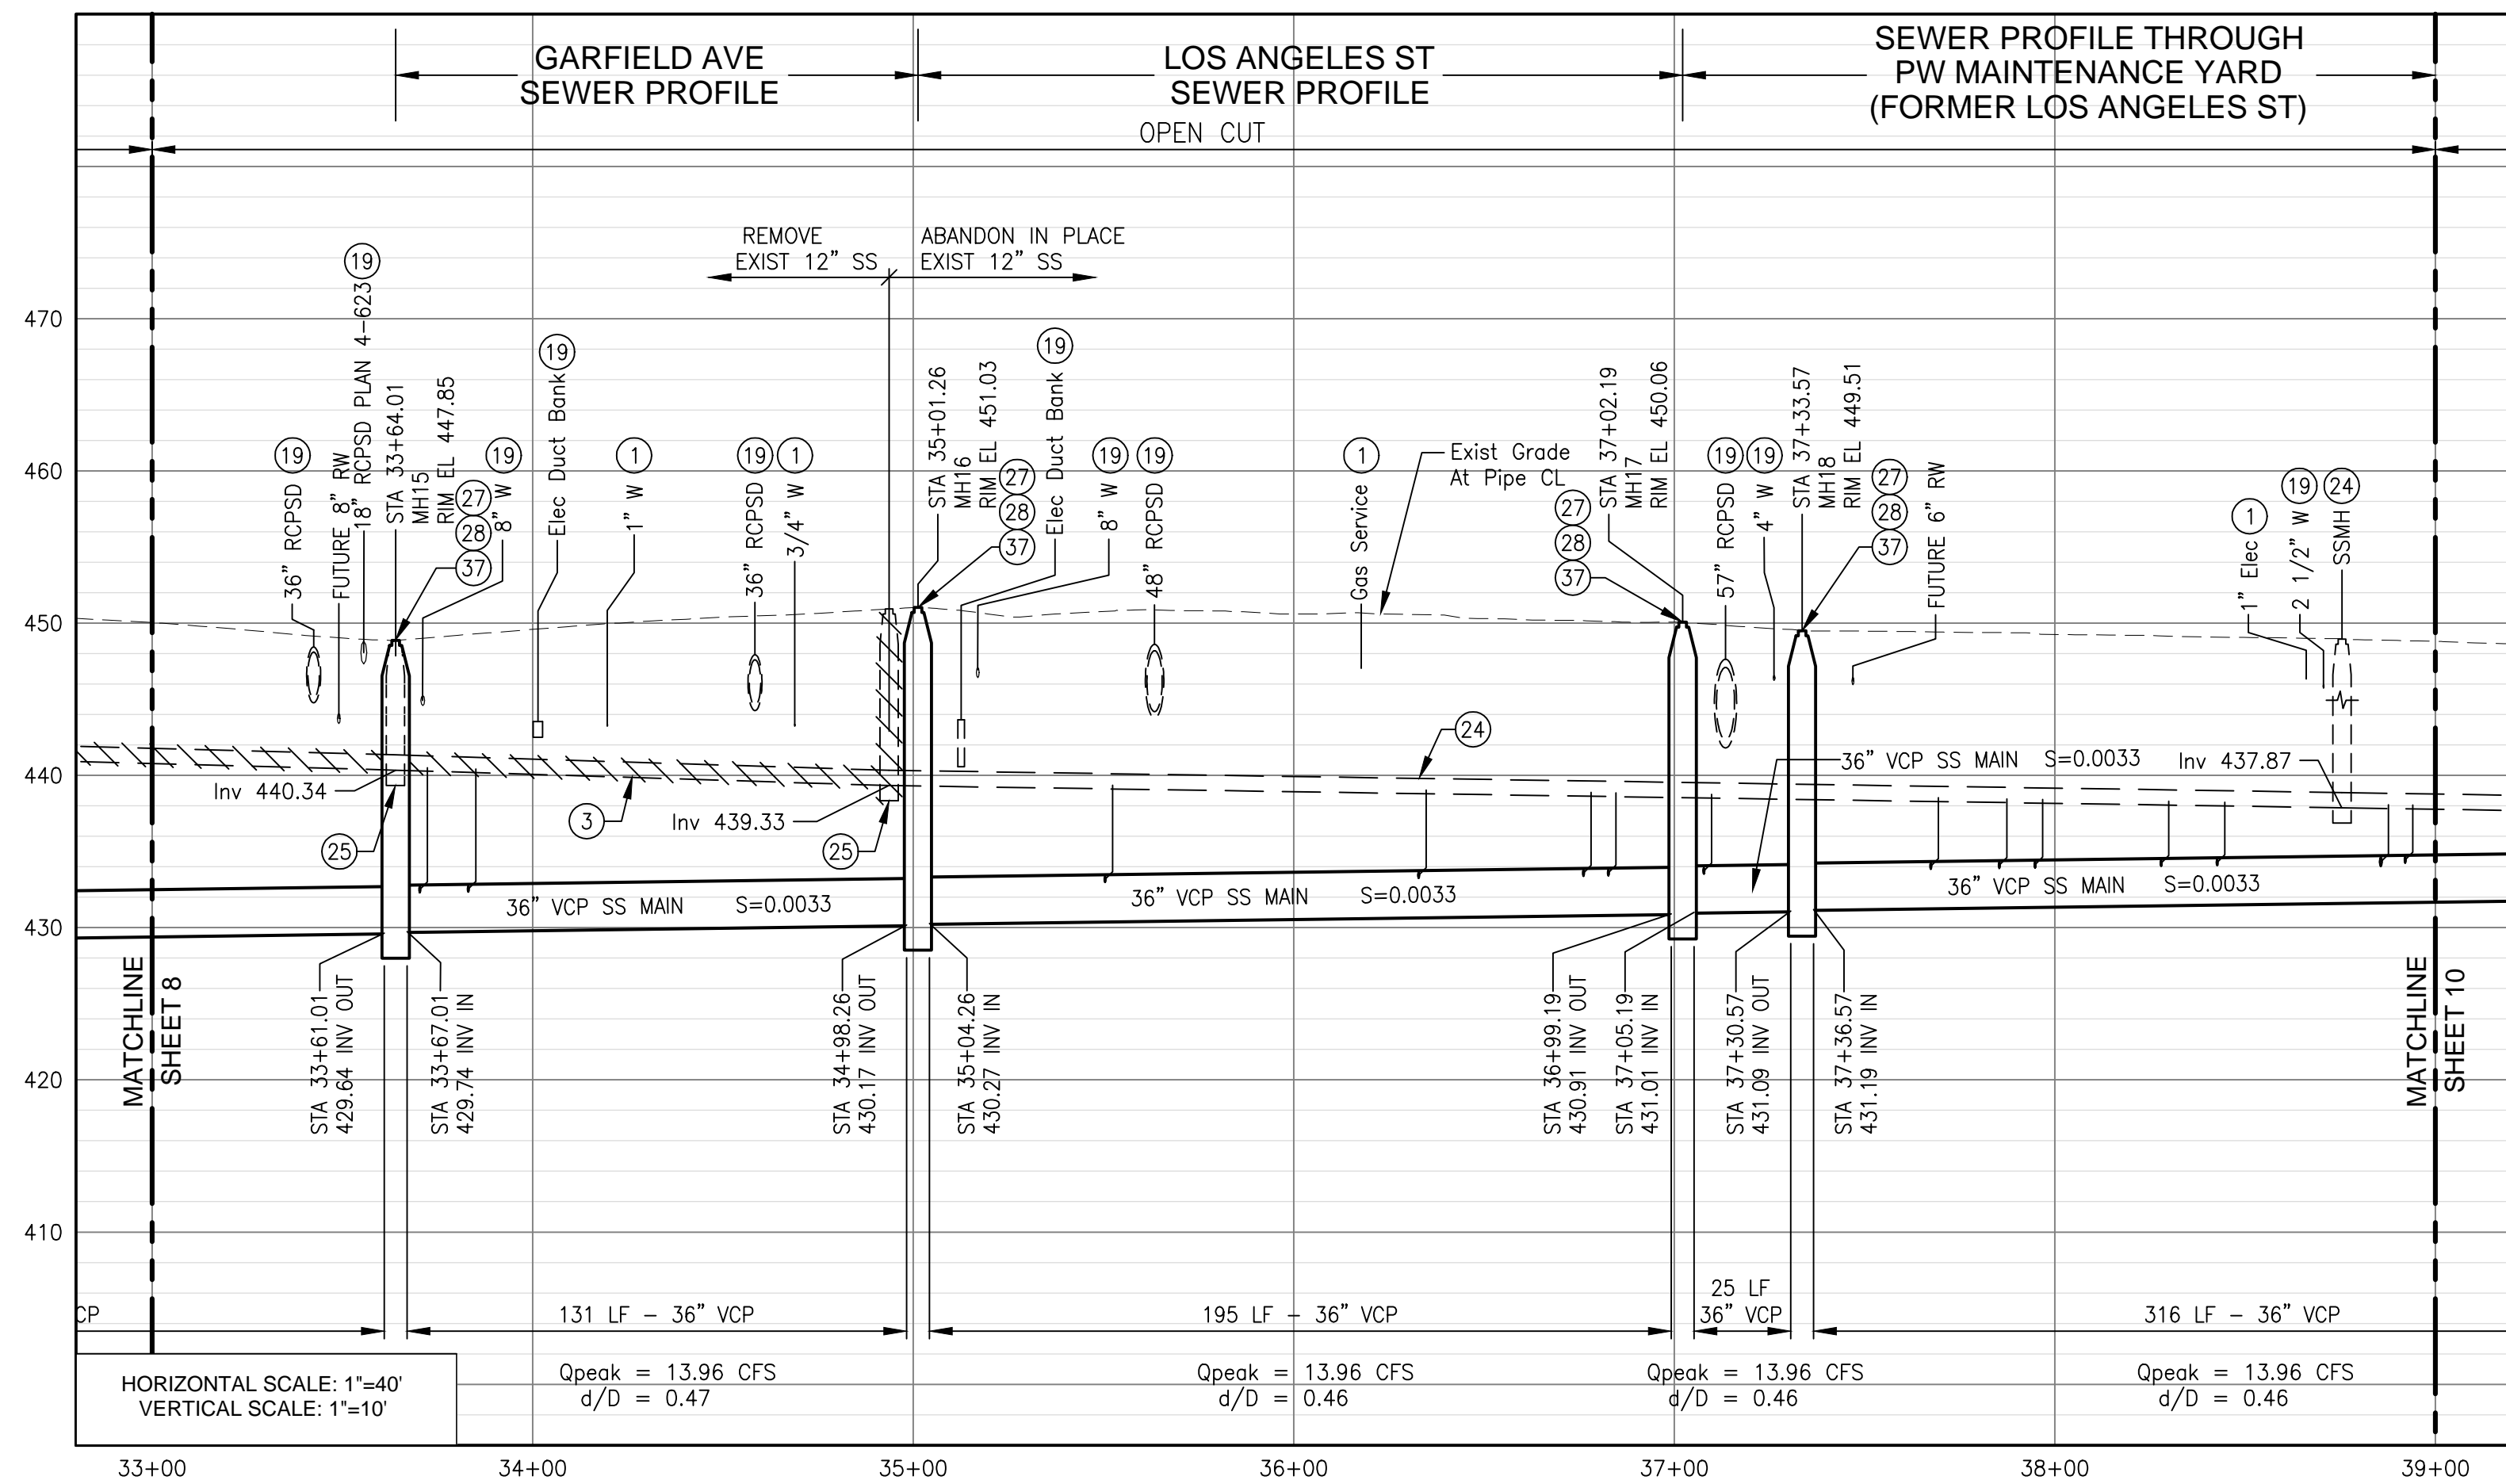 GARFIELD AVE
SEWER PROFILE
LOS ANGELES ST
SEWER PROFILE
SEWER PROFILE THROUGH
PW MAINTENANCE YARD
(FORMER LOS ANGELES ST)
OPEN CUT
REMOVE
EXIST 12" SS
ABANDON IN PLACE
EXIST 12" SS
470
460
450
440
430
420
410
19
36" RCPSD
FUTURE 8" RW
19
18" RCPSD PLAN 4-623
STA 33+64.01
MH15
RIM EL 447.85
27
28
37
19
8" W
19
Elec Duct Bank
1
1" W
19
36" RCPSD
1
3/4" W
STA 35+01.26
MH16
RIM EL 451.03
27
28
37
19
Elec Duct Bank
19
8" W
19
48" RCPSD
1
Gas Service
Exist Grade
At Pipe CL
27
28
37
STA 37+02.19
MH17
RIM EL 450.06
19
57" RCPSD
19
4" W
STA 37+33.57
MH18
RIM EL 449.51
27
28
37
FUTURE 6" RW
1
1" Elec
19
2 1/2" W
24
SSMH
Inv 440.34
25
3
Inv 439.33
25
24
36" VCP SS MAIN S=0.0033
Inv 437.87
36" VCP SS MAIN S=0.0033
36" VCP SS MAIN S=0.0033
36" VCP SS MAIN S=0.0033
MATCHLINE
SHEET 8
STA 33+61.01
429.64 INV OUT
STA 33+67.01
429.74 INV IN
STA 34+98.26
430.17 INV OUT
STA 35+04.26
430.27 INV IN
STA 36+99.19
430.91 INV OUT
STA 37+05.19
431.01 INV IN
STA 37+30.57
431.09 INV OUT
STA 37+36.57
431.19 INV IN
MATCHLINE
SHEET 10
CP
131 LF - 36" VCP
195 LF - 36" VCP
25 LF
36" VCP
316 LF - 36" VCP
HORIZONTAL SCALE: 1"=40'
VERTICAL SCALE: 1"=10'
Qpeak = 13.96 CFS
d/D = 0.47
Qpeak = 13.96 CFS
d/D = 0.46
Qpeak = 13.96 CFS
d/D = 0.46
Qpeak = 13.96 CFS
d/D = 0.46
33+00
34+00
35+00
36+00
37+00
38+00
39+00